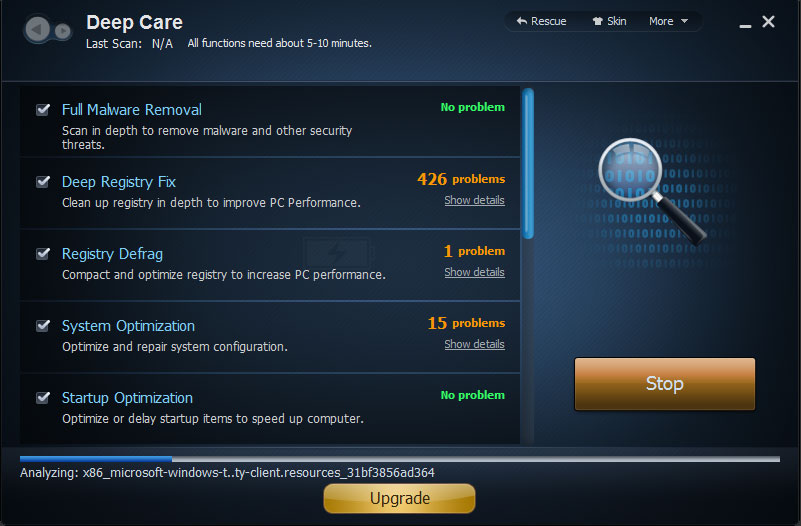 Deep Care
Rescue Skin More
Last Scan: N/A All functions need about 5-10 minutes.
Full Malware Removal No problem
Scan in depth to remove malware and other security
threats.
Deep Registry Fix 426 problems
Clean up registry in depth to improve PC Performance. Show details
Registry Defrag 1 problem
Compact and optimize registry to increase PC performance. Show details
System Optimization 15 problems
Optimize and repair system configuration. Show details
Startup Optimization No problem
Optimize or delay startup items to speed up computer.
Stop
Analyzing: x86_microsoft-windows-t..ty-client.resources_31bf3856ad364
Upgrade